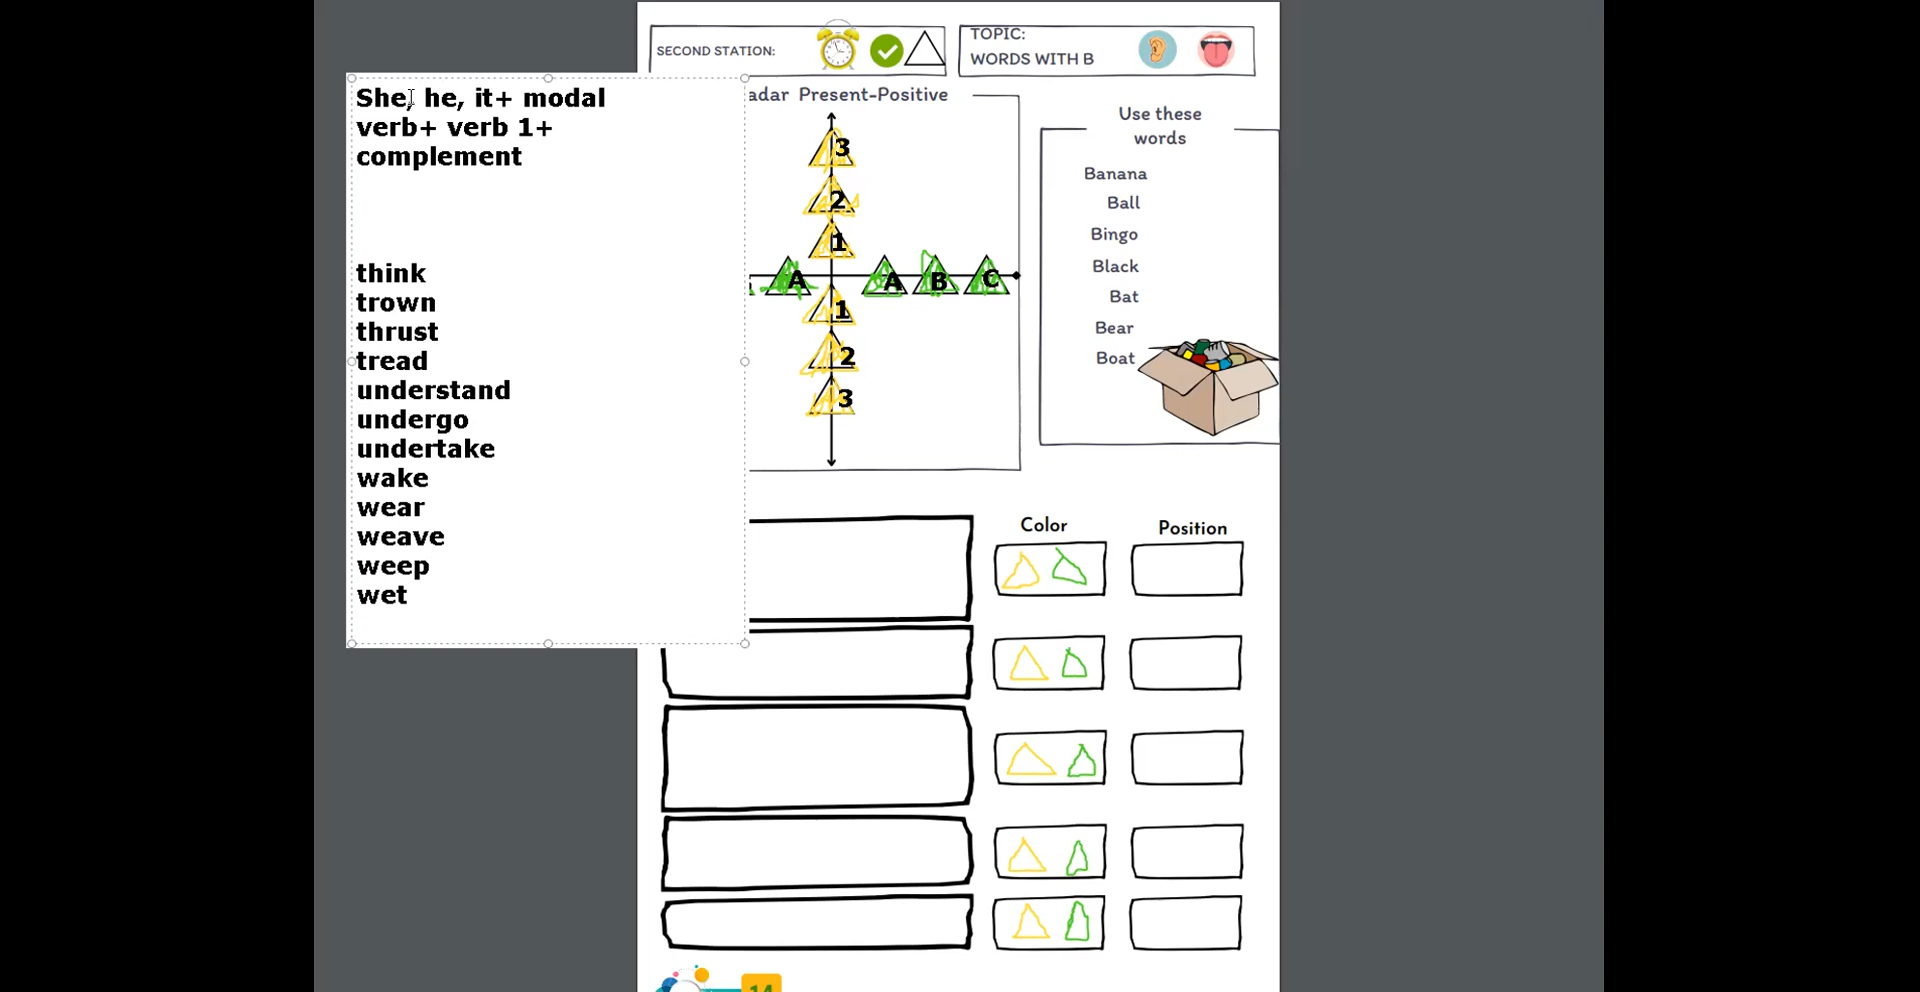 SECOND STATION:
TOPIC:
WORDS WITH B
She, he, it+ modal
verb+ verb 1+
complement
think
trown
thrust
tread
understand
undergo
undertake
wake
wear
weave
weep
wet
adar Present-Positive
3
2
1
A
A
B
C
1
2
3
Use these
words
Banana
Ball
Bingo
Black
Bat
Bear
Boat
Color
Position
14